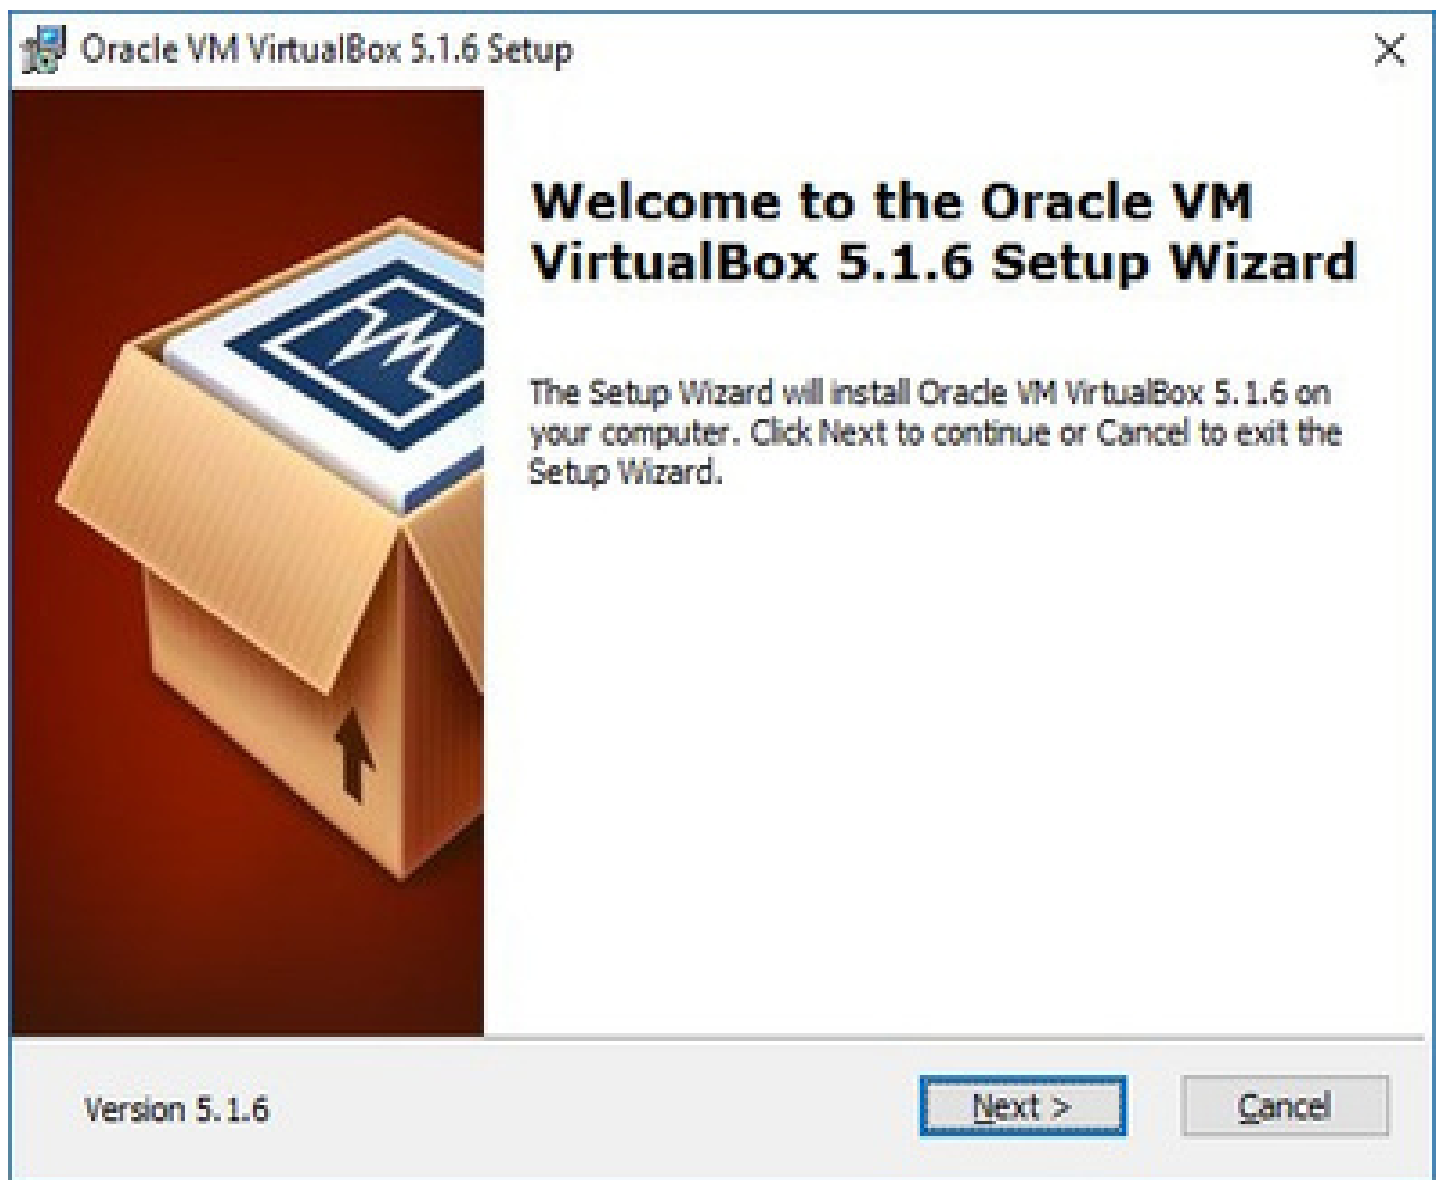 Oracle VM VirtualBox 5.1.6 Setup
Welcome to the Oracle VM
VirtualBox 5.1.6 Setup Wizard
The Setup Wizard will install Oracle VM VirtualBox 5.1.6 on
your computer. Click Next to continue or Cancel to exit the
Setup Wizard.
Version 5.1.6
Next >
Cancel